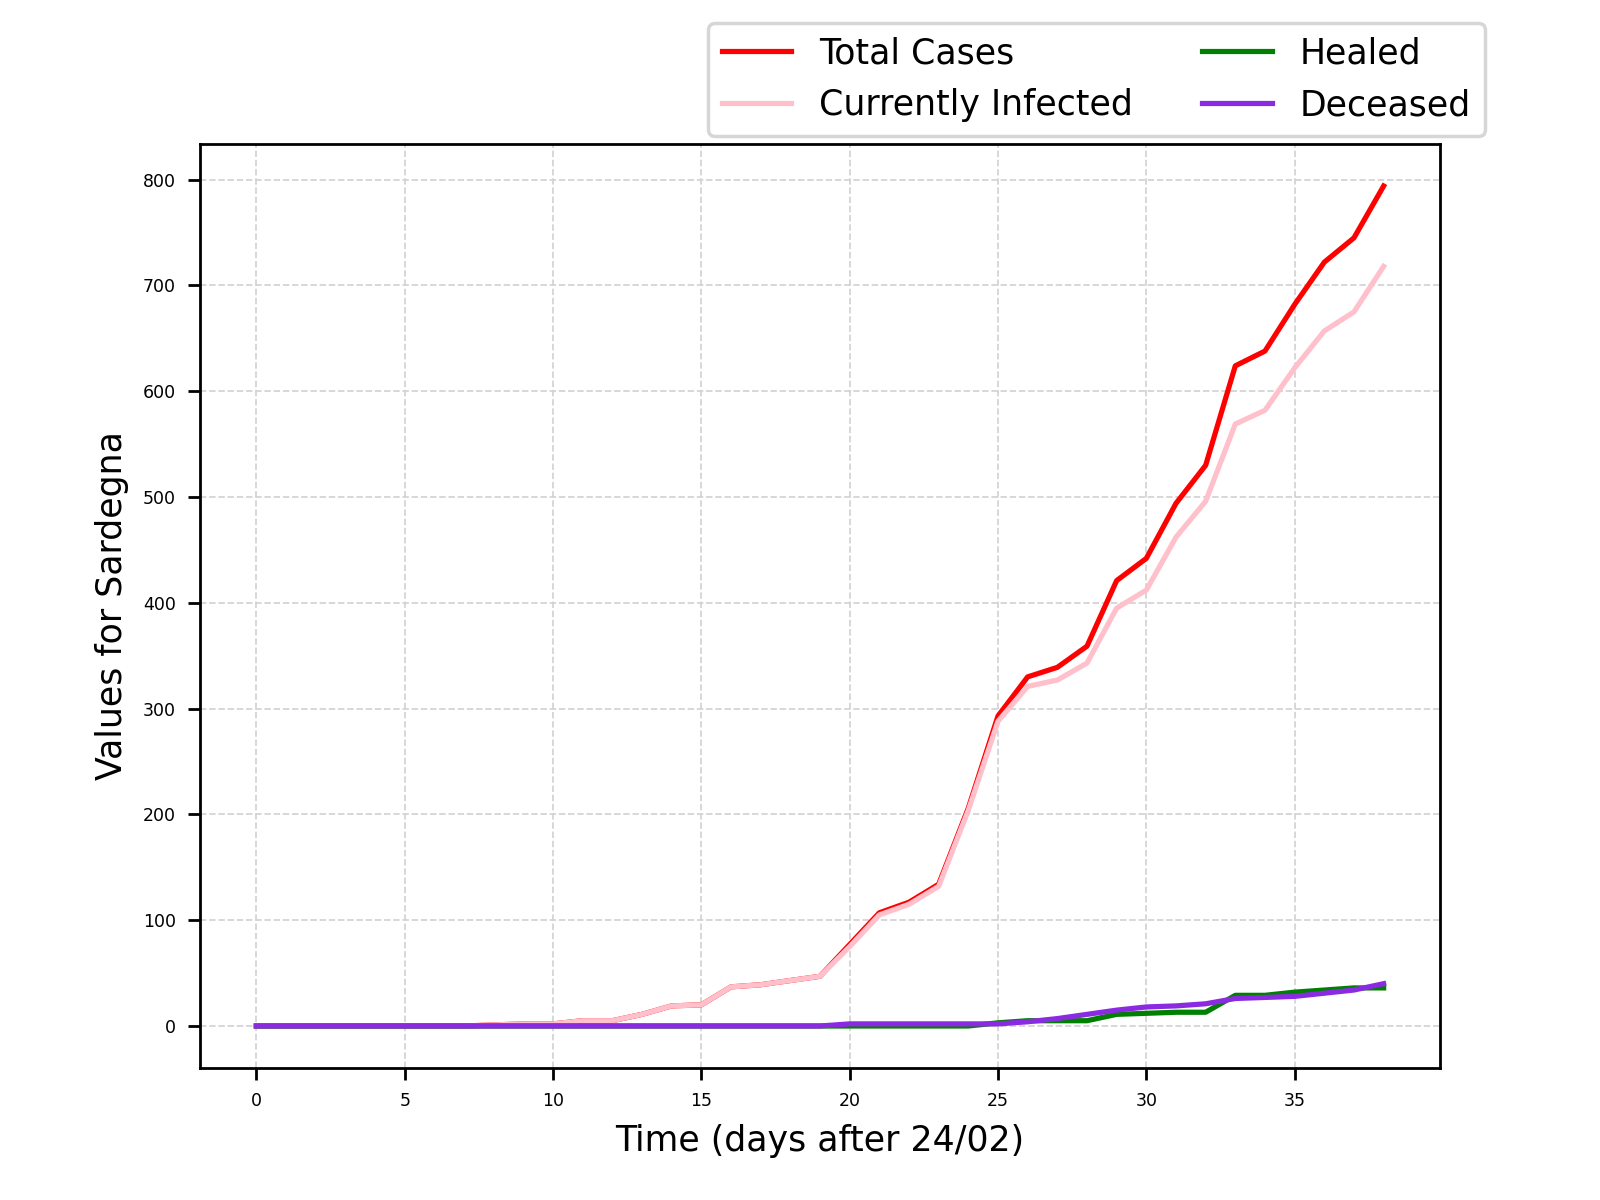 Total Cases
Currently Infected
Healed
Deceased
800
700
600
500
400
300
200
100
0
Values for Sardegna
0 5 10 15 20 25 30 35
Time (days after 24/02)